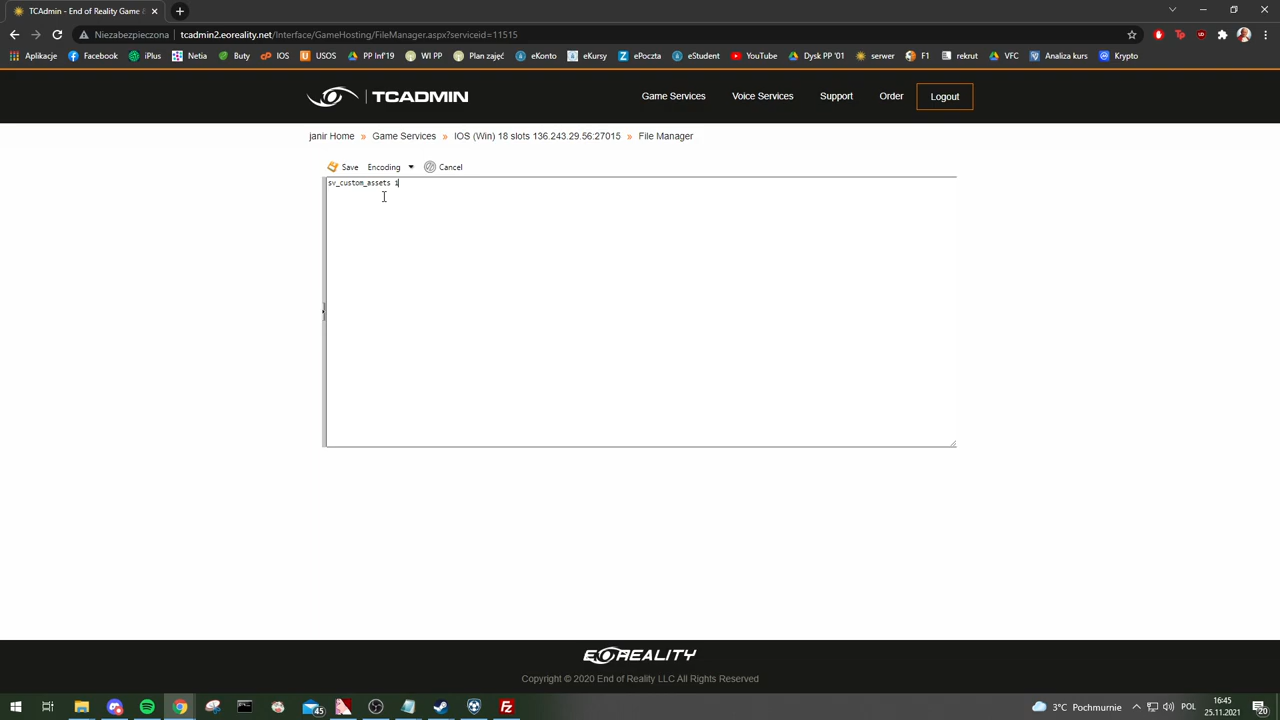 TCAdmin - End of Reality Game &
Niezabezpieczona
tcadmin2.eoreality.net/Interface/GameHosting/FileManager.aspx?serviceid=11515
Aplikacje
Facebook
iPlus
Netia
Buty
IOS
USOS
PP Inf'19
WI PP
Plan zajęć
eKonto
eKursy
ePoczta
eStudent
YouTube
Dysk PP '01
serwer
F1
rekrut
VFC
Analiza kurs
Krypto
TCADMIN
Game Services
Voice Services
Support
Order
Logout
janir Home » Game Services » IOS (Win) 18 slots 136.243.29.56:27015 » File Manager
Save
Encoding
Cancel
sv_custom_assets 1
EOREALITY
Copyright © 2020 End of Reality LLC All Rights Reserved
45
3°C Pochmurnie
POL
16:45
25.11.2021
20